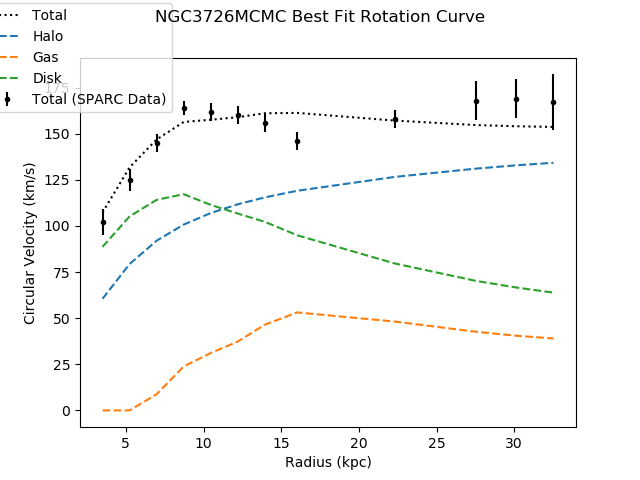 NGC3726MCMC Best Fit Rotation Curve
Total
Halo
Gas
Disk
Total (SPARC Data)
175
150
125
100
75
50
25
0
Circular Velocity (km/s)
5
10
15
20
25
30
Radius (kpc)